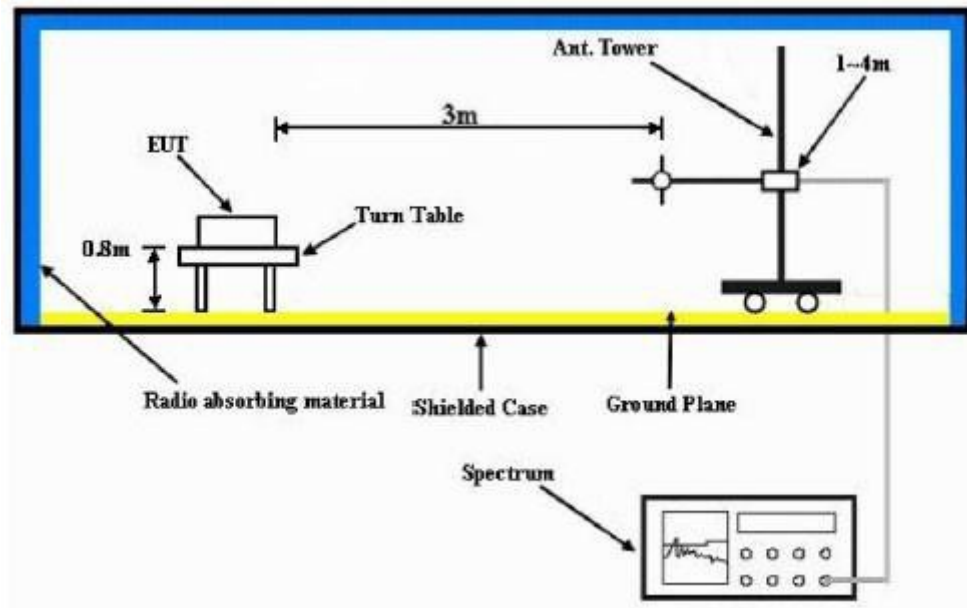 Ant. Tower
1~4m
3m
EUT
Turn Table
0.8m
Radio absorbing material
Shielded Case
Ground Plane
Spectrum